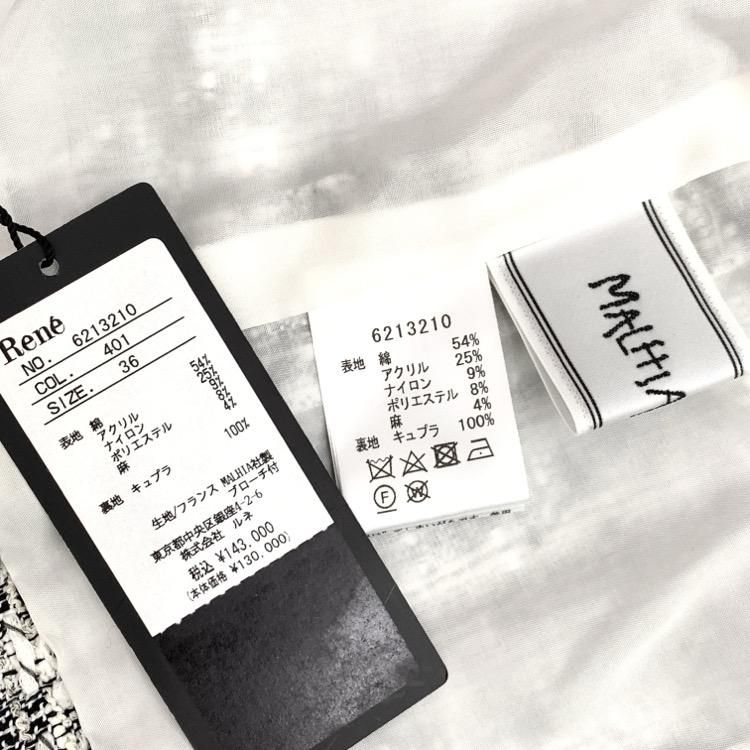 René
NO. 6213210
COL. 401
SIZE. 36
表地 綿 54%
アクリル 25%
ナイロン 9%
ポリエステル 8%
麻 4%
裏地 キュプラ 100%
生地/フランス MALHIA社製
ブローチ付
東京都中央区銀座4-2-6
株式会社 ルネ
税込 ¥143,000
(本体価格 ¥130,000)
6213210
表地 綿 54%
アクリル 25%
ナイロン 9%
ポリエステル 8%
麻 4%
裏地 キュプラ 100%
F
W
MALHIA